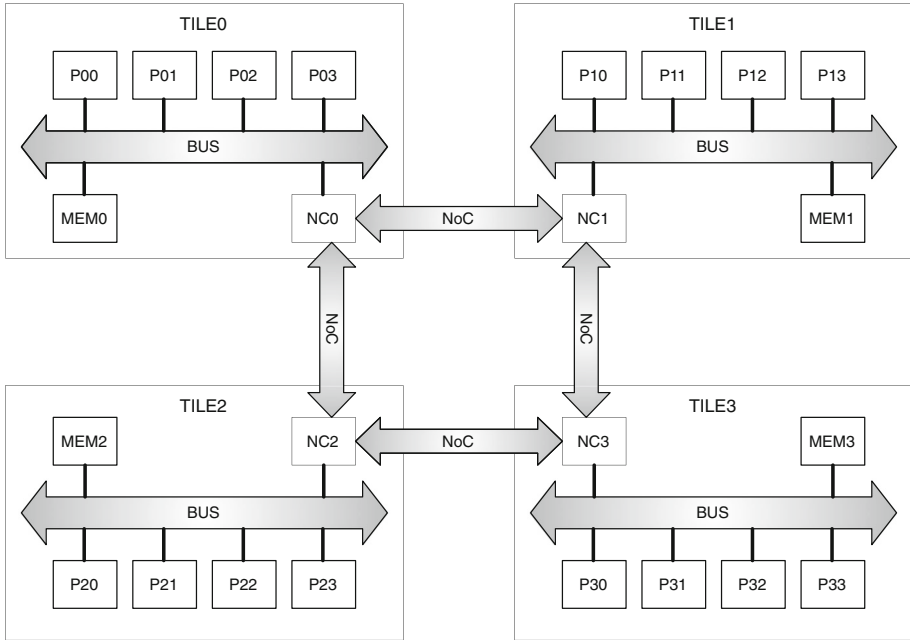 TILE0
TILE1
P00 P01 P02 P03
P10 P11 P12 P13
BUS
BUS
MEM0
NC0
NoC
NC1
MEM1
NoC
NoC
TILE2
TILE3
MEM2
NC2
NoC
NC3
MEM3
BUS
BUS
P20 P21 P22 P23
P30 P31 P32 P33